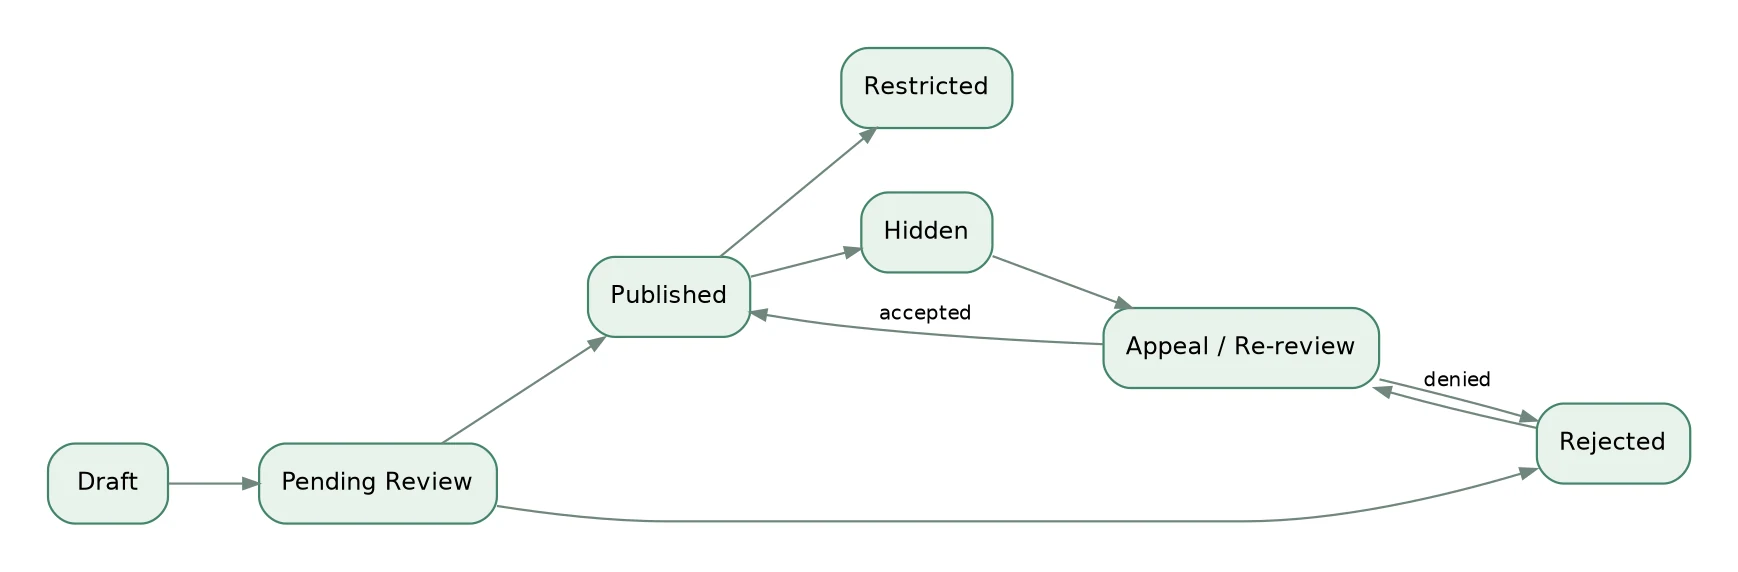 Restricted
Hidden
Published
accepted
Appeal / Re-review
denied
Rejected
Draft
Pending Review